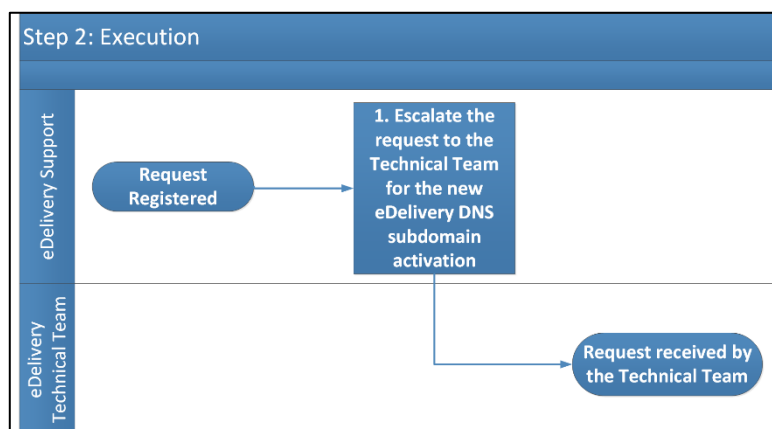 Step 2: Execution
eDelivery Support
Request
Registered
1. Escalate the
request to the
Technical Team
for the new
eDelivery DNS
subdomain
activation
eDelivery
Technical Team
Request received by
the Technical Team